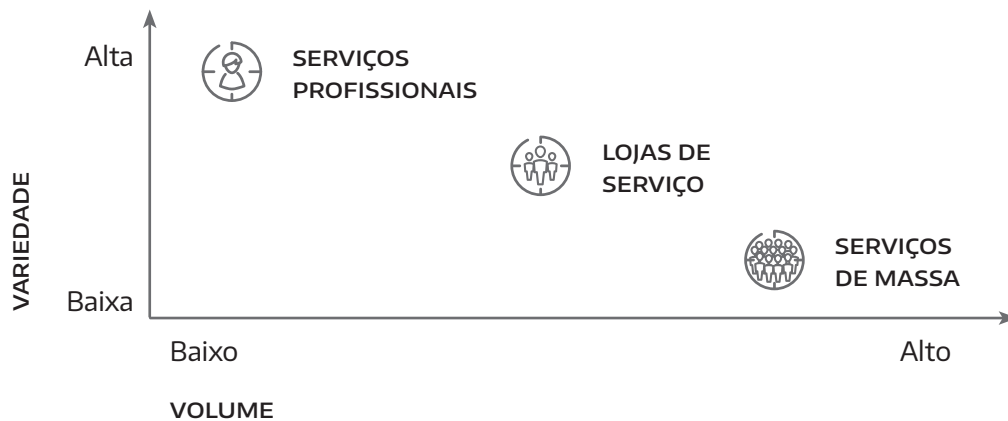 Alta
SERVIÇOS
PROFISSIONAIS
LOJAS DE
SERVIÇO
SERVIÇOS
DE MASSA
VARIEDADE
Baixa
Baixo
Alto
VOLUME